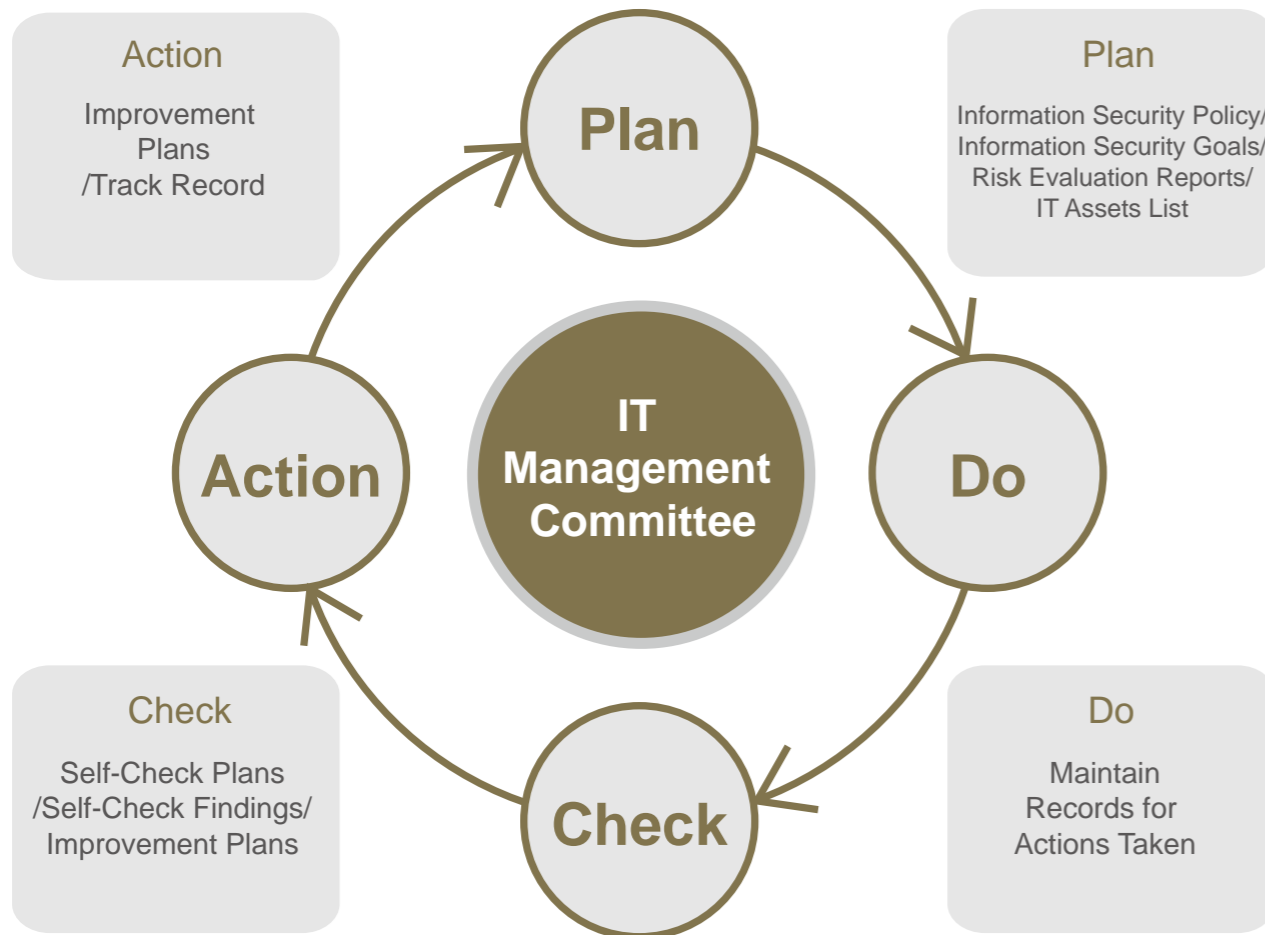 Action
Improvement
Plans
/Track Record
Plan
Plan
Information Security Policy/
Information Security Goals/
Risk Evaluation Reports/
IT Assets List
Action
IT
Management
Committee
Do
Check
Self-Check Plans
/Self-Check Findings/
Improvement Plans
Check
Do
Maintain
Records for
Actions Taken